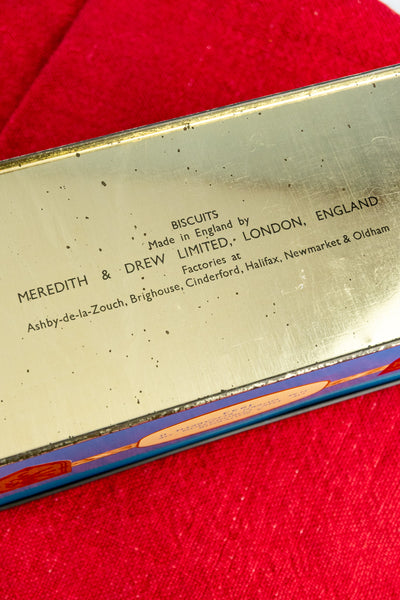 BISCUITS
Made in England by
MEREDITH & DREW LIMITED, LONDON, ENGLAND
Factories at
Ashby-de-la-Zouch, Brighouse, Cinderford, Halifax, Newmarket & Oldham